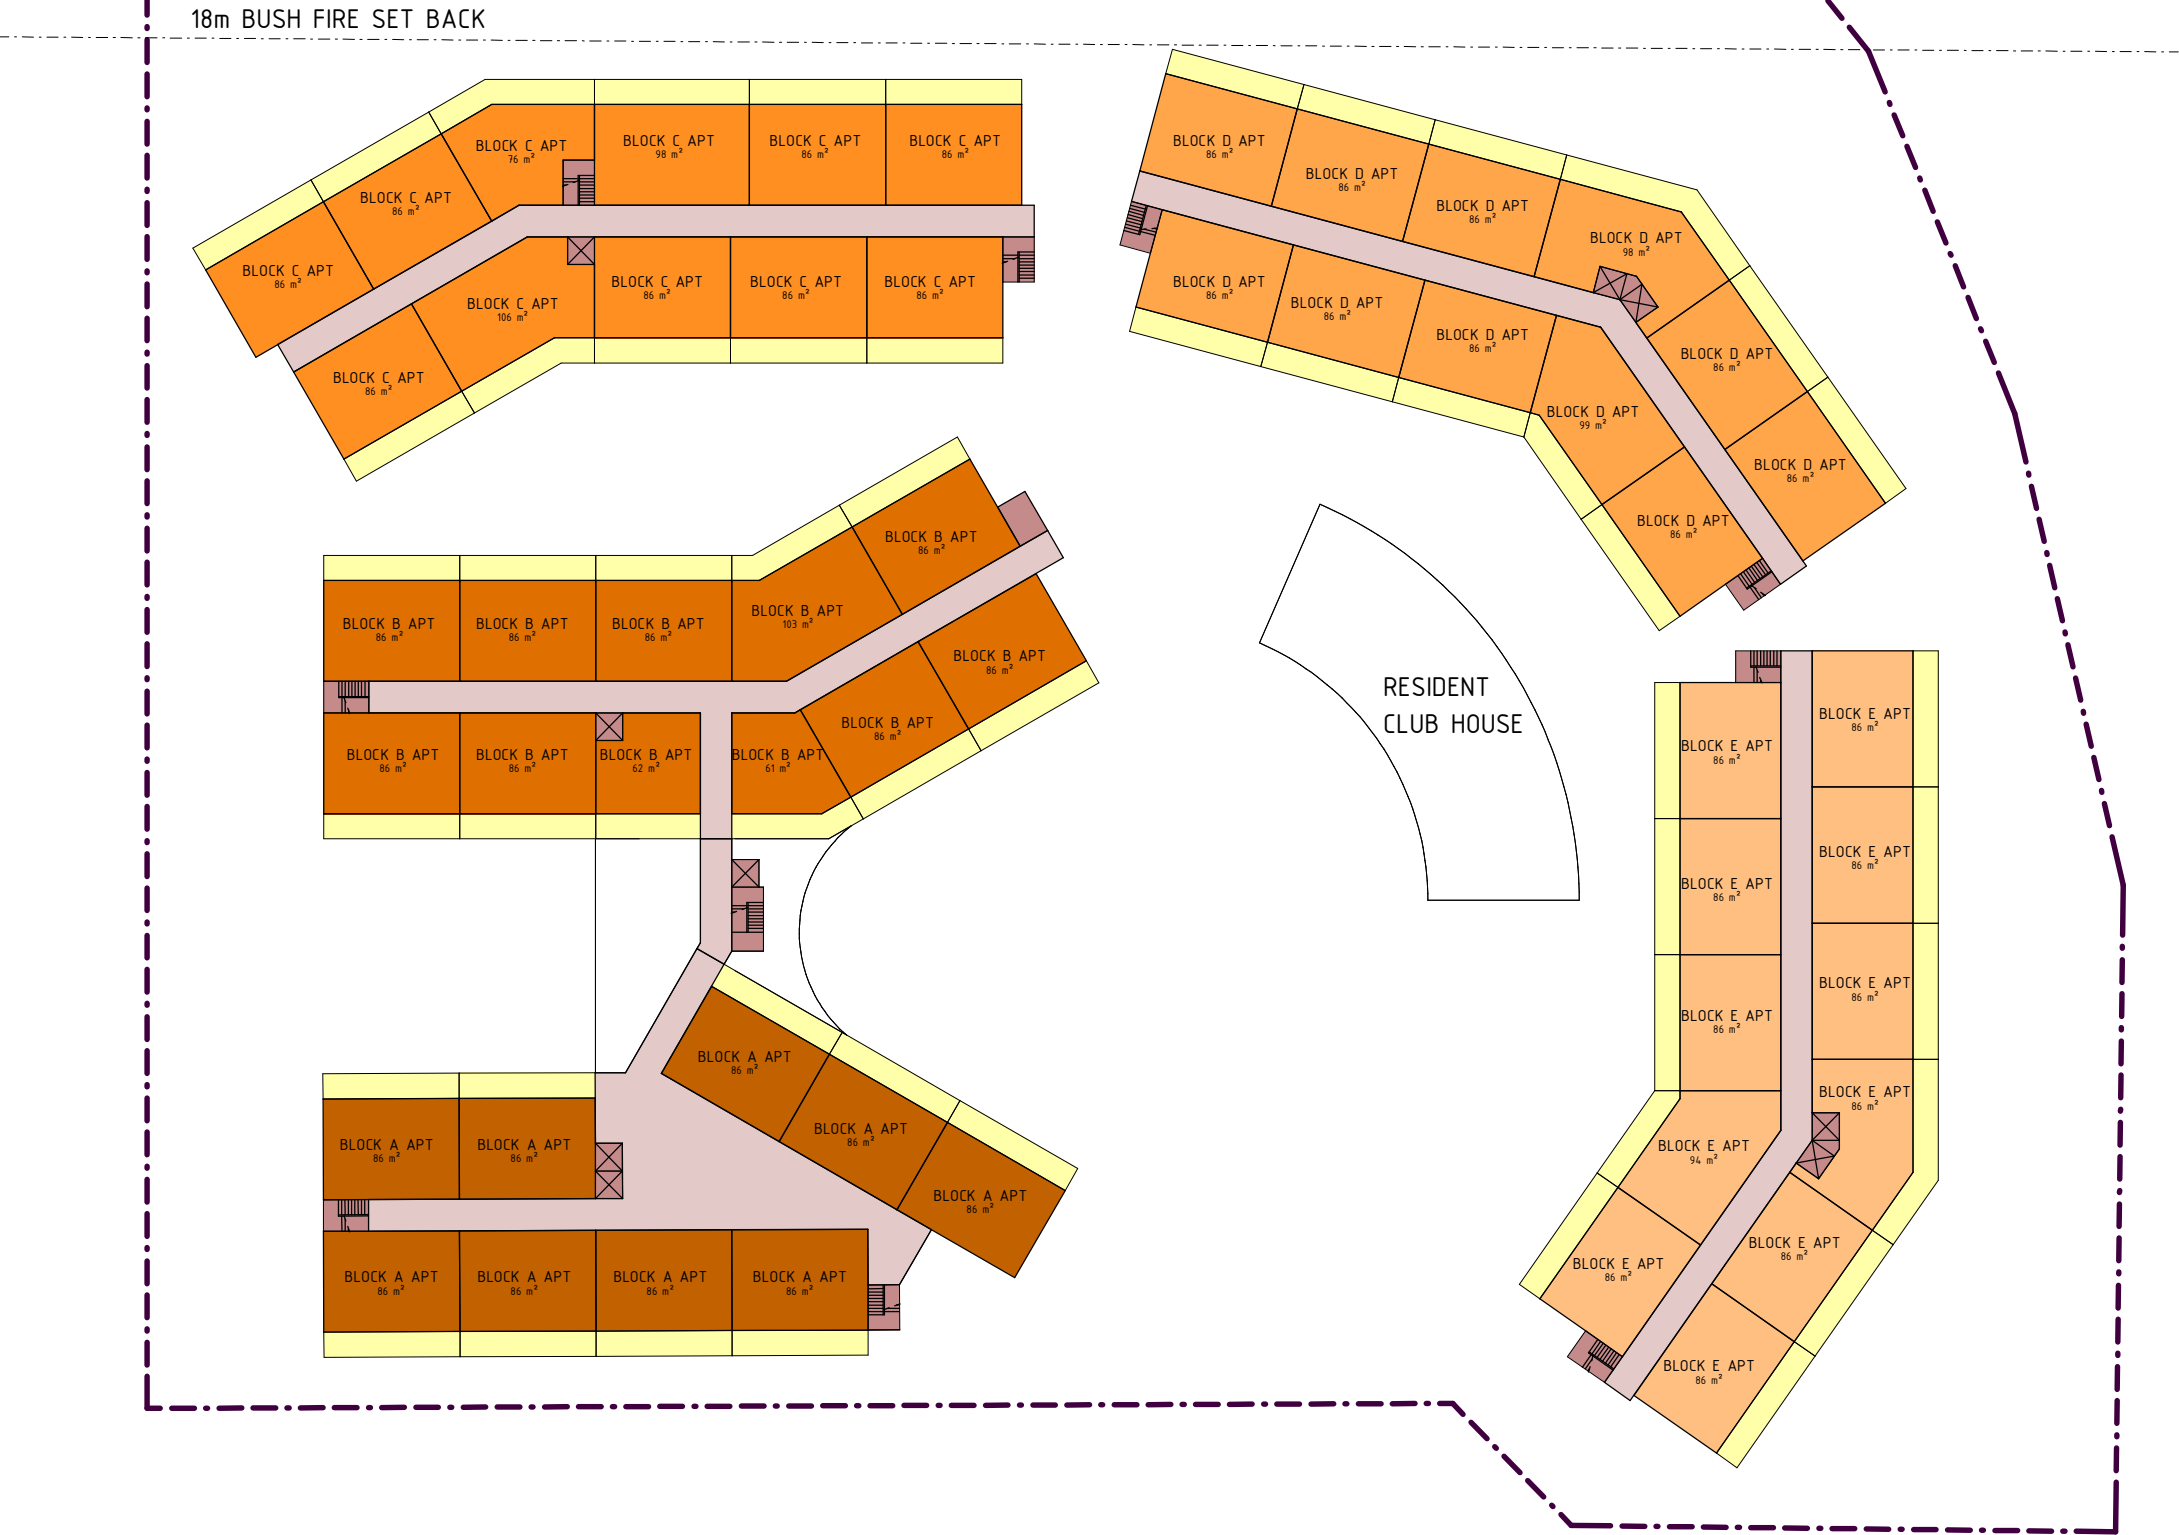 18m BUSH FIRE SET BACK
BLOCK C APT
76 m²
BLOCK C APT
98 m²
BLOCK C APT
86 m²
BLOCK C APT
86 m²
BLOCK C APT
86 m²
BLOCK C APT
86 m²
BLOCK C APT
106 m²
BLOCK C APT
86 m²
BLOCK C APT
86 m²
BLOCK C APT
86 m²
BLOCK C APT
86 m²
BLOCK D APT
86 m²
BLOCK D APT
86 m²
BLOCK D APT
86 m²
BLOCK D APT
98 m²
BLOCK D APT
86 m²
BLOCK D APT
86 m²
BLOCK D APT
86 m²
BLOCK D APT
86 m²
BLOCK D APT
86 m²
BLOCK D APT
99 m²
BLOCK D APT
86 m²
BLOCK B APT
86 m²
BLOCK B APT
86 m²
BLOCK B APT
86 m²
BLOCK B APT
103 m²
BLOCK B APT
86 m²
BLOCK B APT
86 m²
BLOCK B APT
86 m²
BLOCK B APT
62 m²
BLOCK B APT
61 m²
BLOCK B APT
86 m²
BLOCK B APT
86 m²
RESIDENT
CLUB HOUSE
BLOCK E APT
86 m²
BLOCK E APT
86 m²
BLOCK E APT
86 m²
BLOCK E APT
86 m²
BLOCK E APT
86 m²
BLOCK E APT
86 m²
BLOCK E APT
86 m²
BLOCK E APT
94 m²
BLOCK E APT
86 m²
BLOCK E APT
86 m²
BLOCK E APT
86 m²
BLOCK A APT
86 m²
BLOCK A APT
86 m²
BLOCK A APT
86 m²
BLOCK A APT
86 m²
BLOCK A APT
86 m²
BLOCK A APT
86 m²
BLOCK A APT
86 m²
BLOCK A APT
86 m²
BLOCK A APT
86 m²